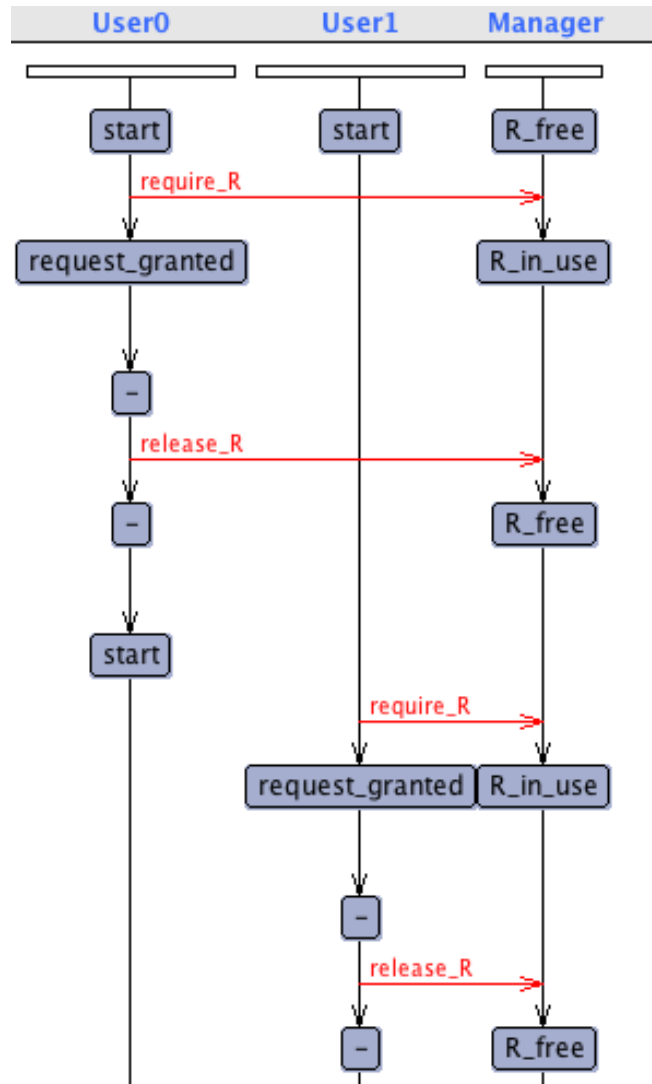 User0 User1 Manager
start start R_free
require_R
request_granted R_in_use
-
release_R
- R_free
start
require_R
request_granted R_in_use
-
release_R
- R_free